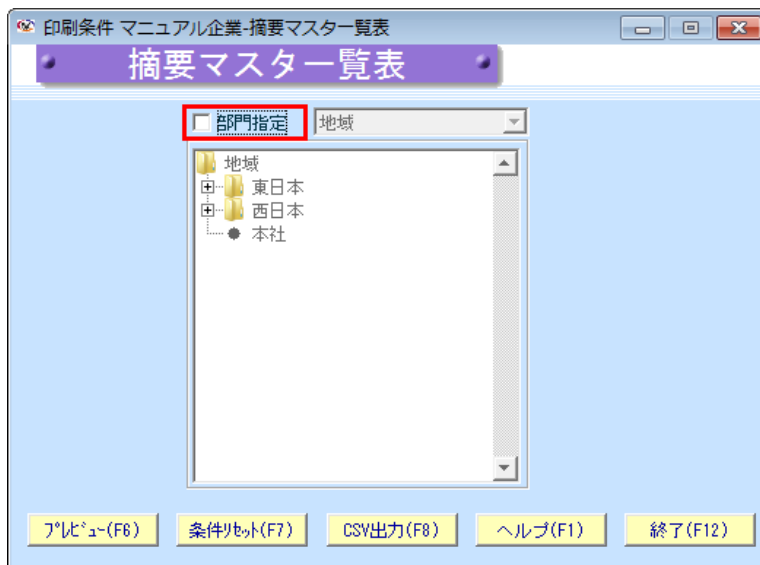 印刷条件 マニュアル企業-摘要マスター覧表
摘要マスター覧表
部門指定 地域
地域
東日本
西日本
本社
ﾌﾟﾚﾋﾞｭｰ(F6) 条件ﾘｾｯﾄ(F7) CSV出力(F8) ヘルプ(F1) 終了(F12)